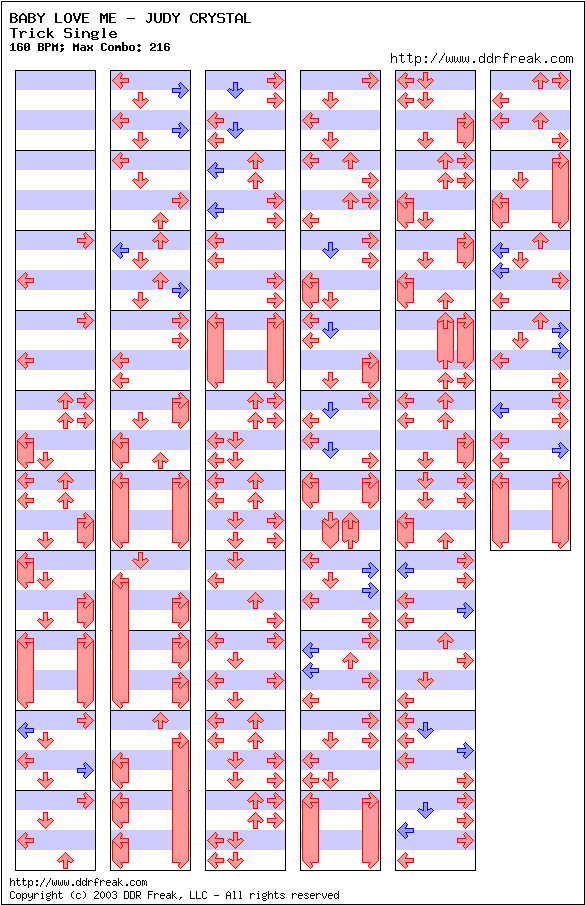 BABY LOVE ME - JUDY CRYSTAL
Trick Single
160 BPM; Max Combo: 216
http://www.ddrfreak.com
http://www.ddrfreak.com
Copyright (c) 2003 DDR Freak, LLC - All rights reserved